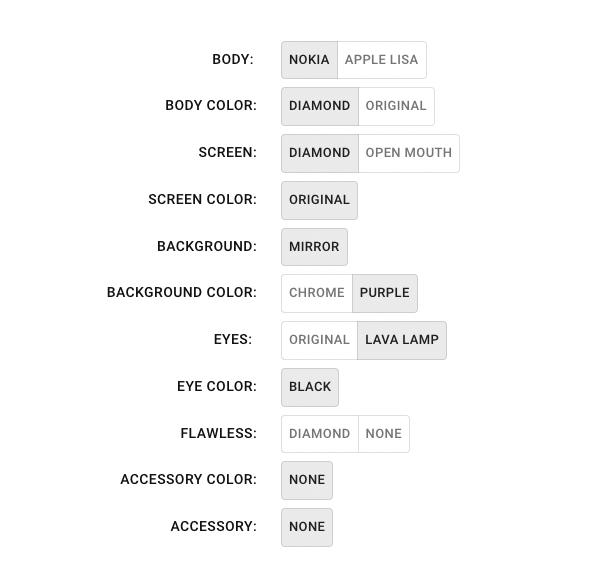 BODY: NOKIA APPLE LISA
BODY COLOR: DIAMOND ORIGINAL
SCREEN: DIAMOND OPEN MOUTH
SCREEN COLOR: ORIGINAL
BACKGROUND: MIRROR
BACKGROUND COLOR: CHROME PURPLE
EYES: ORIGINAL LAVA LAMP
EYE COLOR: BLACK
FLAWLESS: DIAMOND NONE
ACCESSORY COLOR: NONE
ACCESSORY: NONE